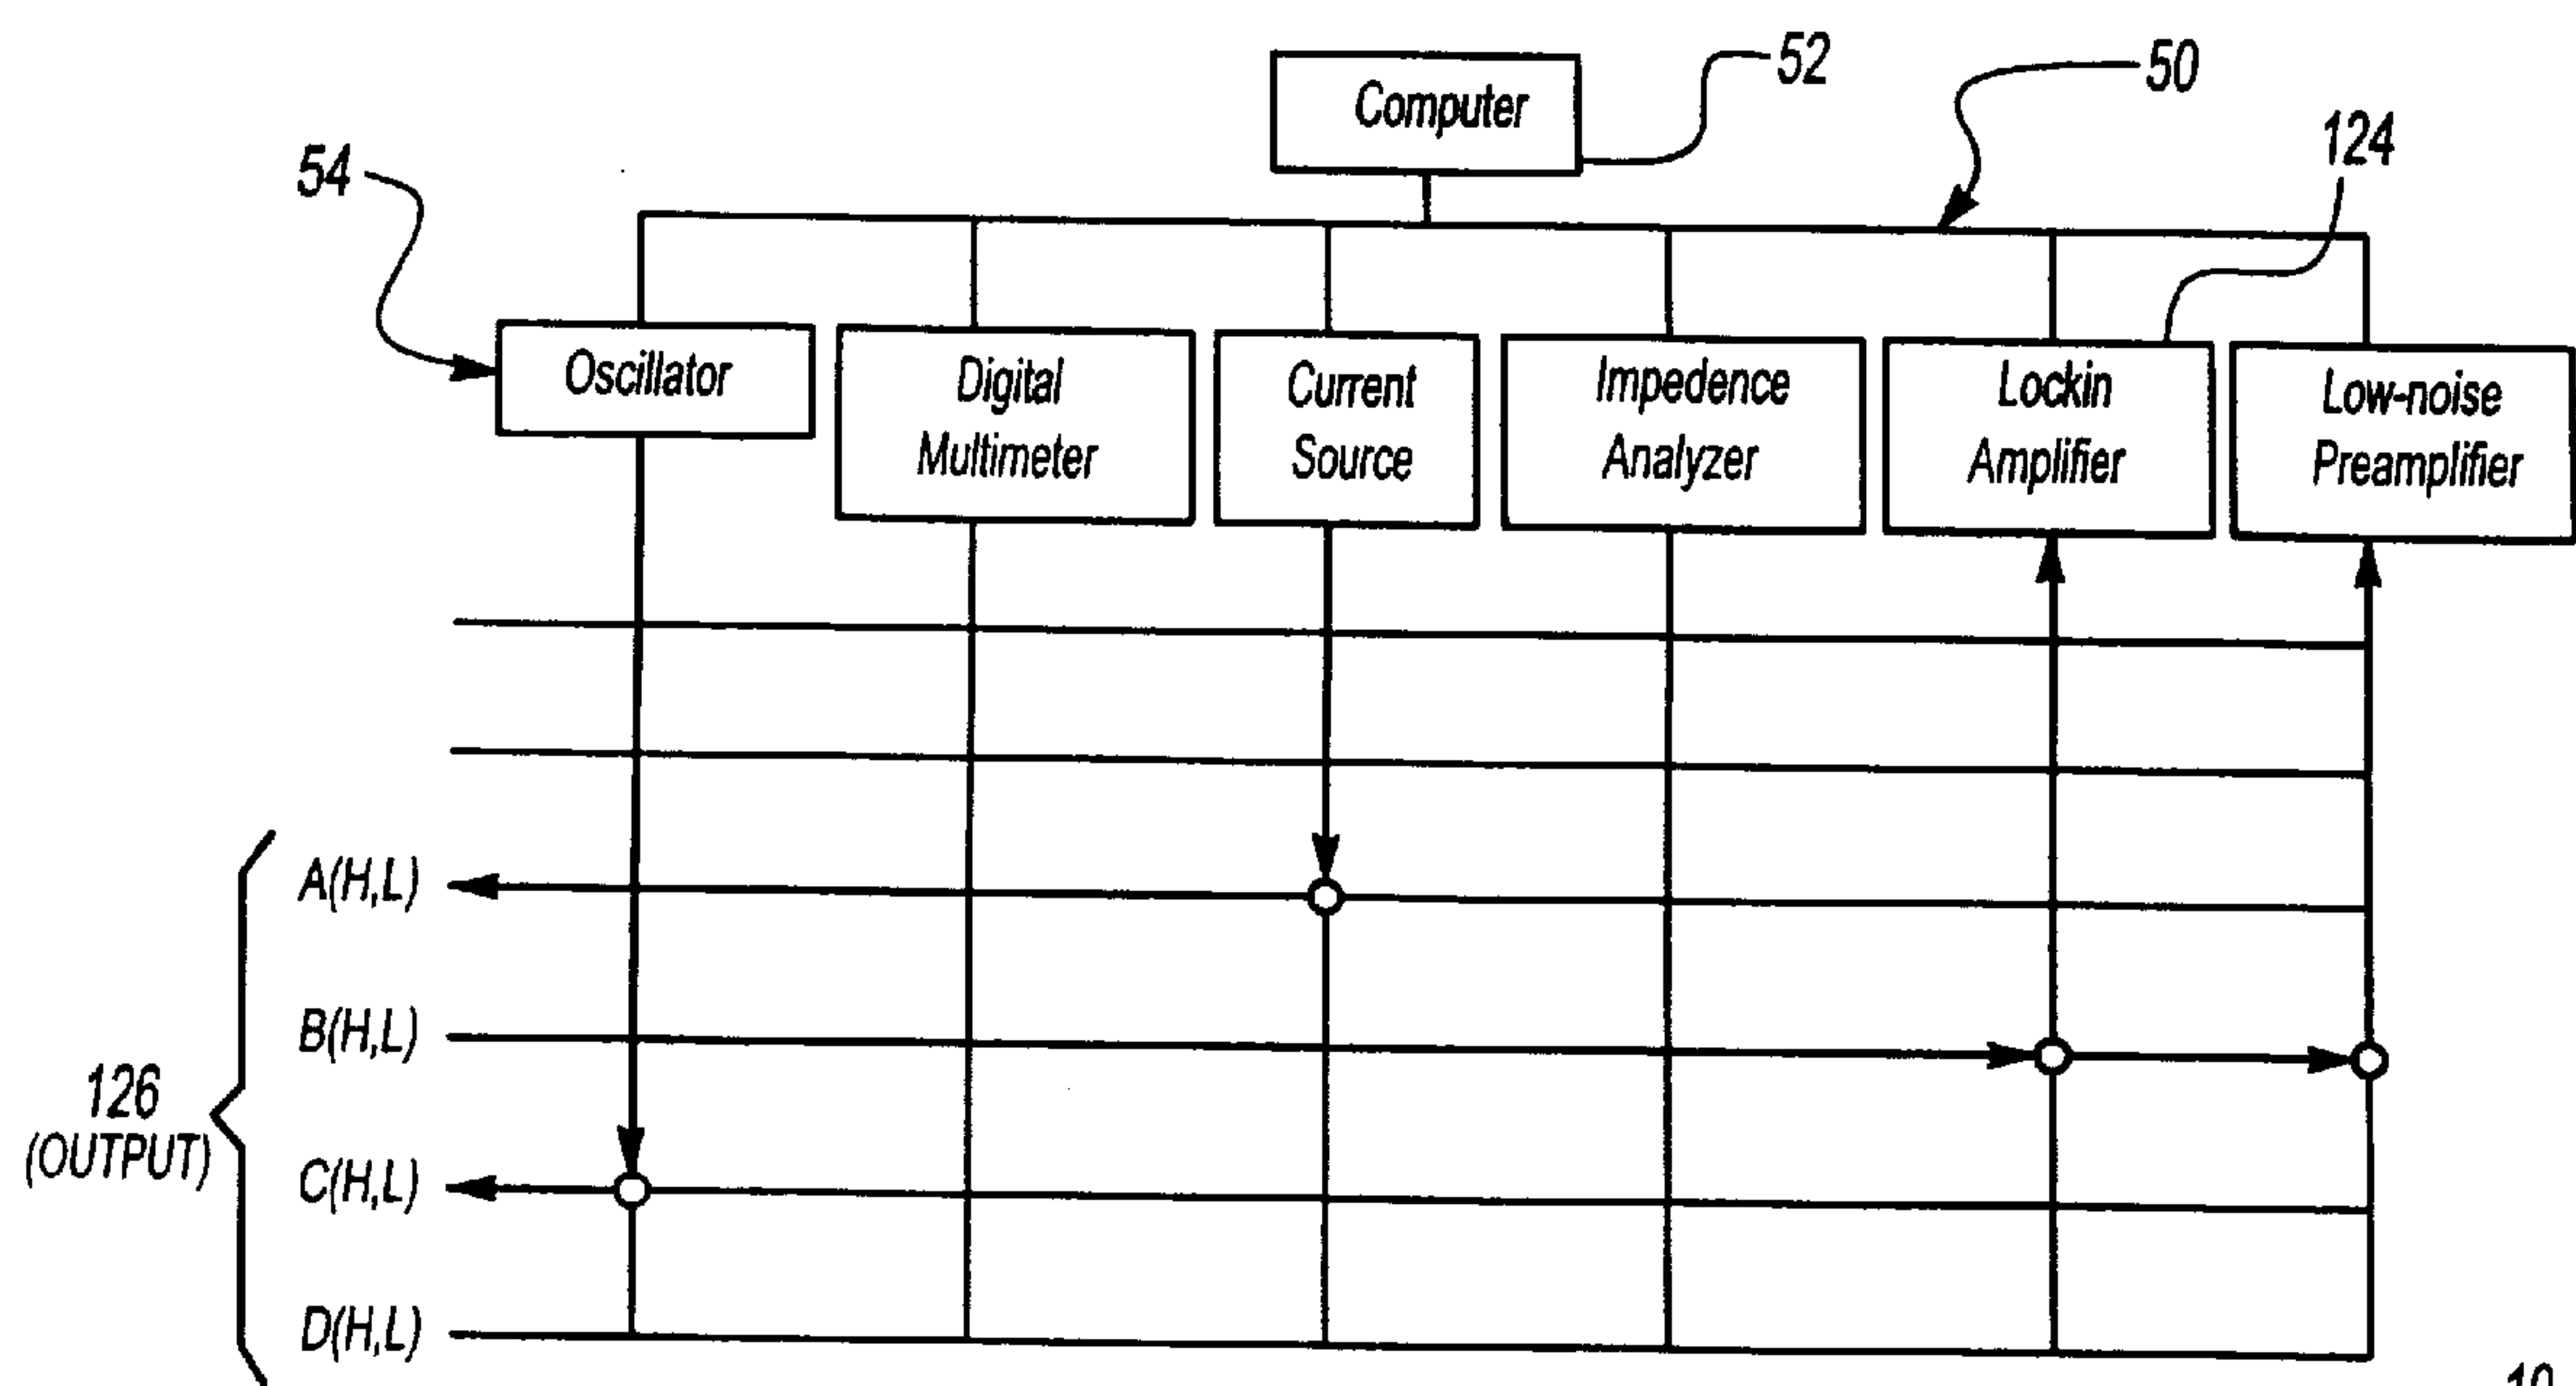 52
50
124
54
Computer
Oscillator
Digital
Multimeter
Current
Source
Impedence
Analyzer
Lockin
Amplifier
Low-noise
Preamplifier
A(H,L)
B(H,L)
126
(OUTPUT)
C(H,L)
D(H,L)